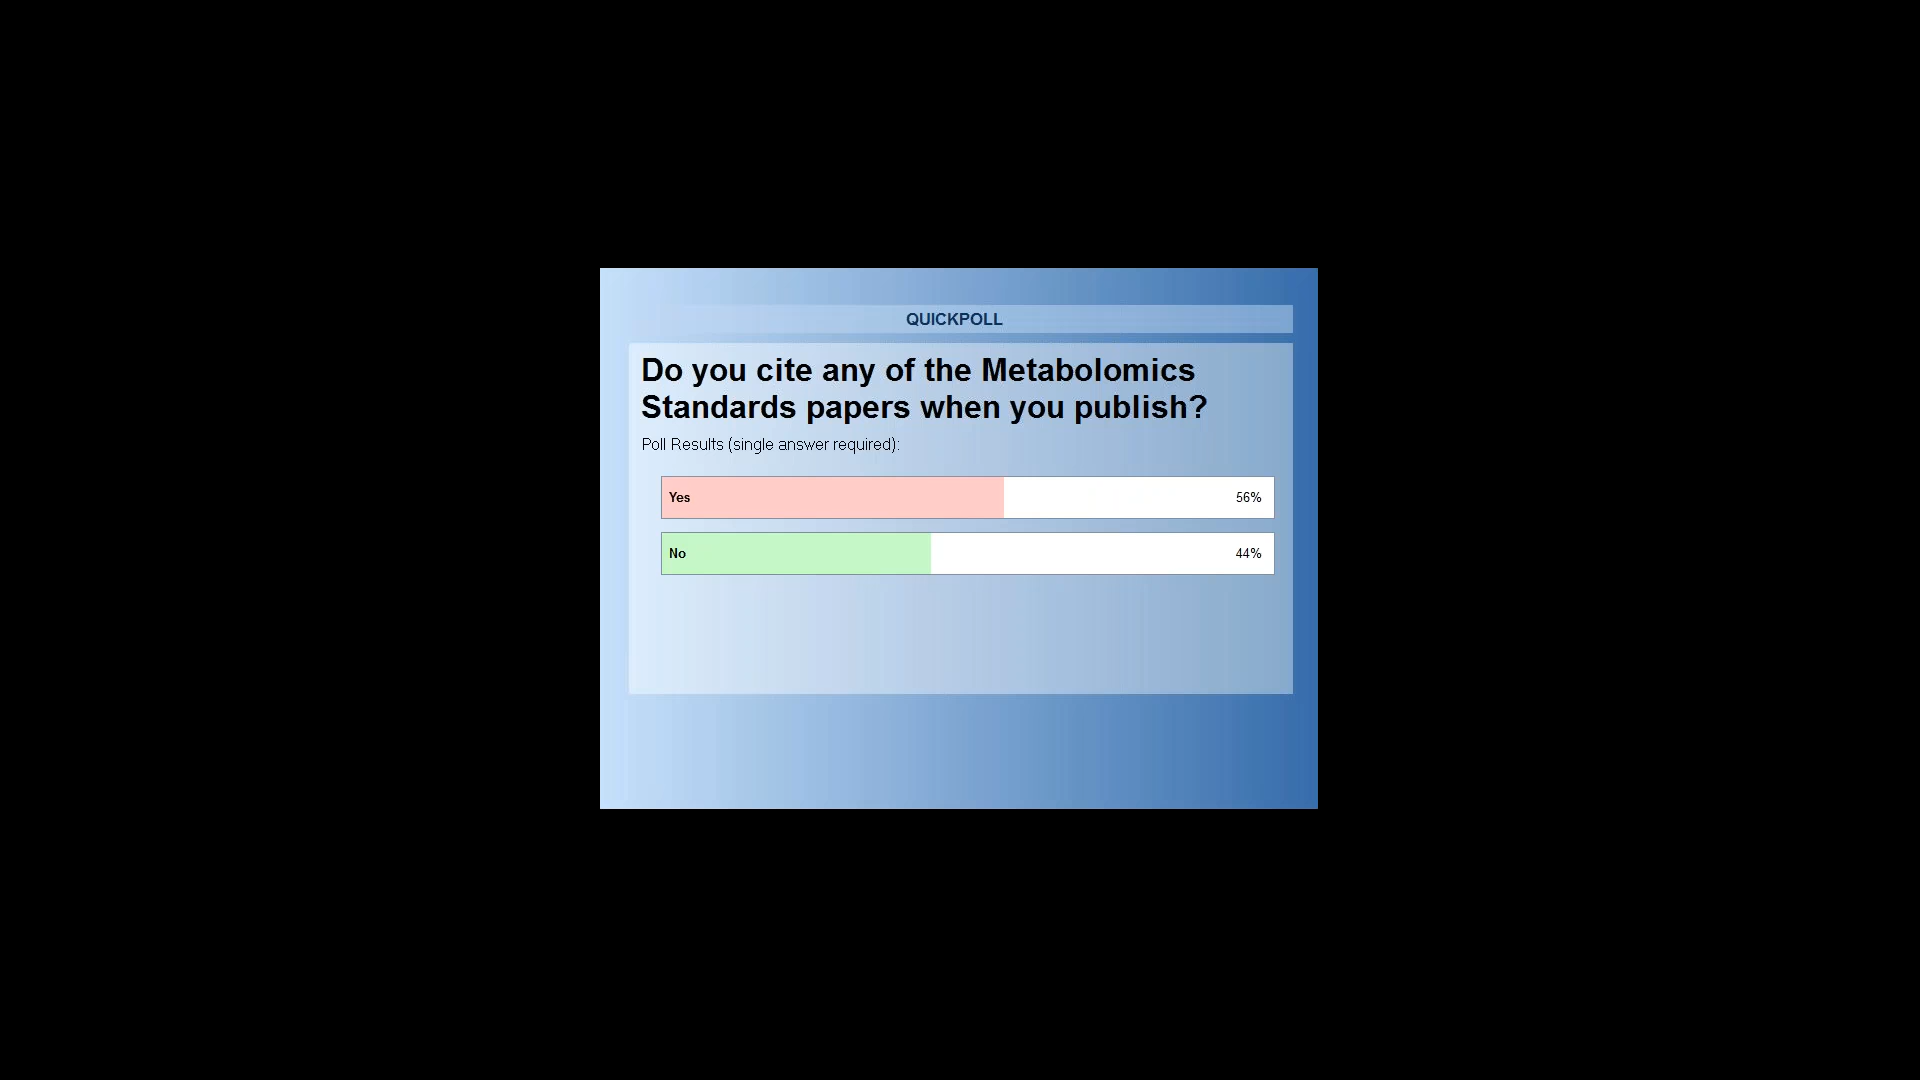 QUICKPOLL
Do you cite any of the Metabolomics
Standards papers when you publish?
Poll Results (single answer required):
Yes 56%
No 44%